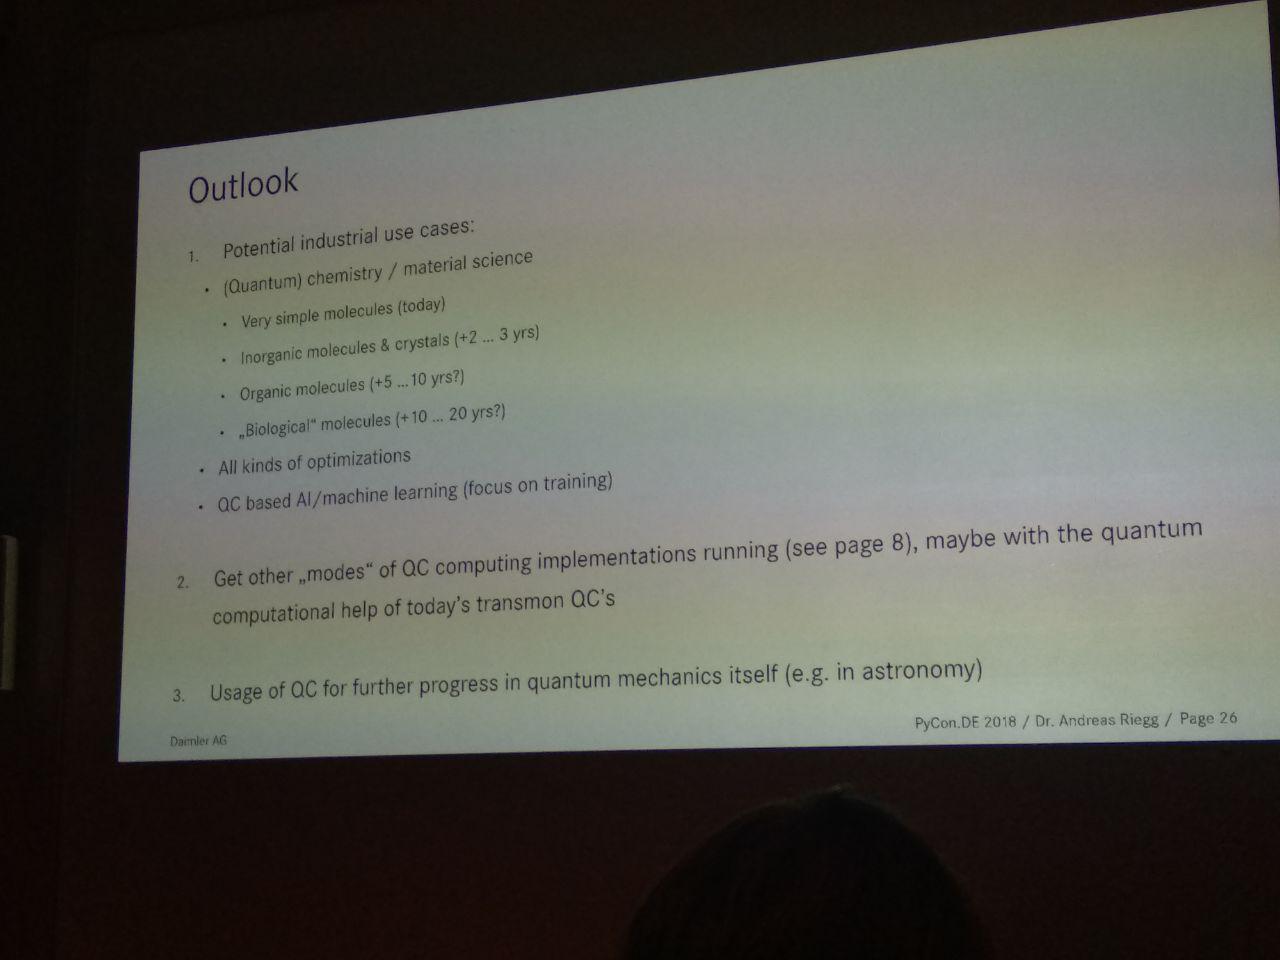 Outlook
1. Potential industrial use cases:
• (Quantum) chemistry / material science
• Very simple molecules (today)
• Inorganic molecules & crystals (+2 ... 3 yrs)
• Organic molecules (+5 ...10 yrs?)
• „Biological“ molecules (+10 ... 20 yrs?)
• All kinds of optimizations
• QC based AI/machine learning (focus on training)
2. Get other „modes“ of QC computing implementations running (see page 8), maybe with the quantum
computational help of today's transmon QC's
3. Usage of QC for further progress in quantum mechanics itself (e.g. in astronomy)
Daimler AG
PyCon.DE 2018 / Dr. Andreas Riegg / Page 26